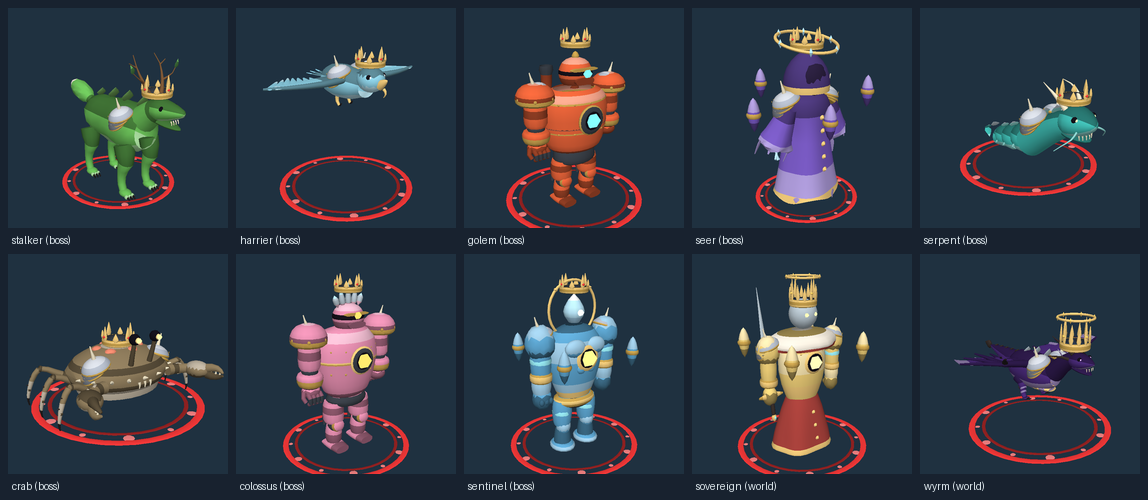 stalker (boss)
harrier (boss)
golem (boss)
seer (boss)
serpent (boss)
crab (boss)
colossus (boss)
sentinel (boss)
sovereign (world)
wyrm (world)